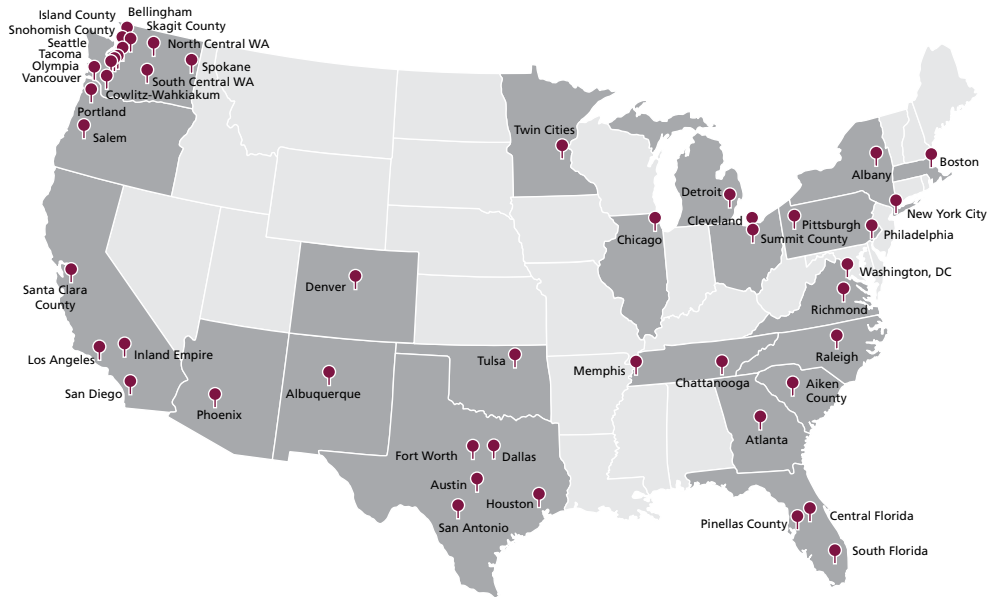 Island County
Bellingham
Snohomish County
Skagit County
Seattle
North Central WA
Tacoma
Olympia
Spokane
Vancouver
South Central WA
Cowlitz-Wahkiakum
Portland
Salem
Twin Cities
Boston
Albany
Detroit
New York City
Cleveland
Pittsburgh
Chicago
Summit County
Philadelphia
Washington, DC
Santa Clara
County
Denver
Richmond
Los Angeles
Inland Empire
Tulsa
Raleigh
Memphis
Chattanooga
San Diego
Albuquerque
Aiken
County
Phoenix
Atlanta
Fort Worth
Dallas
Austin
Houston
San Antonio
Pinellas County
Central Florida
South Florida